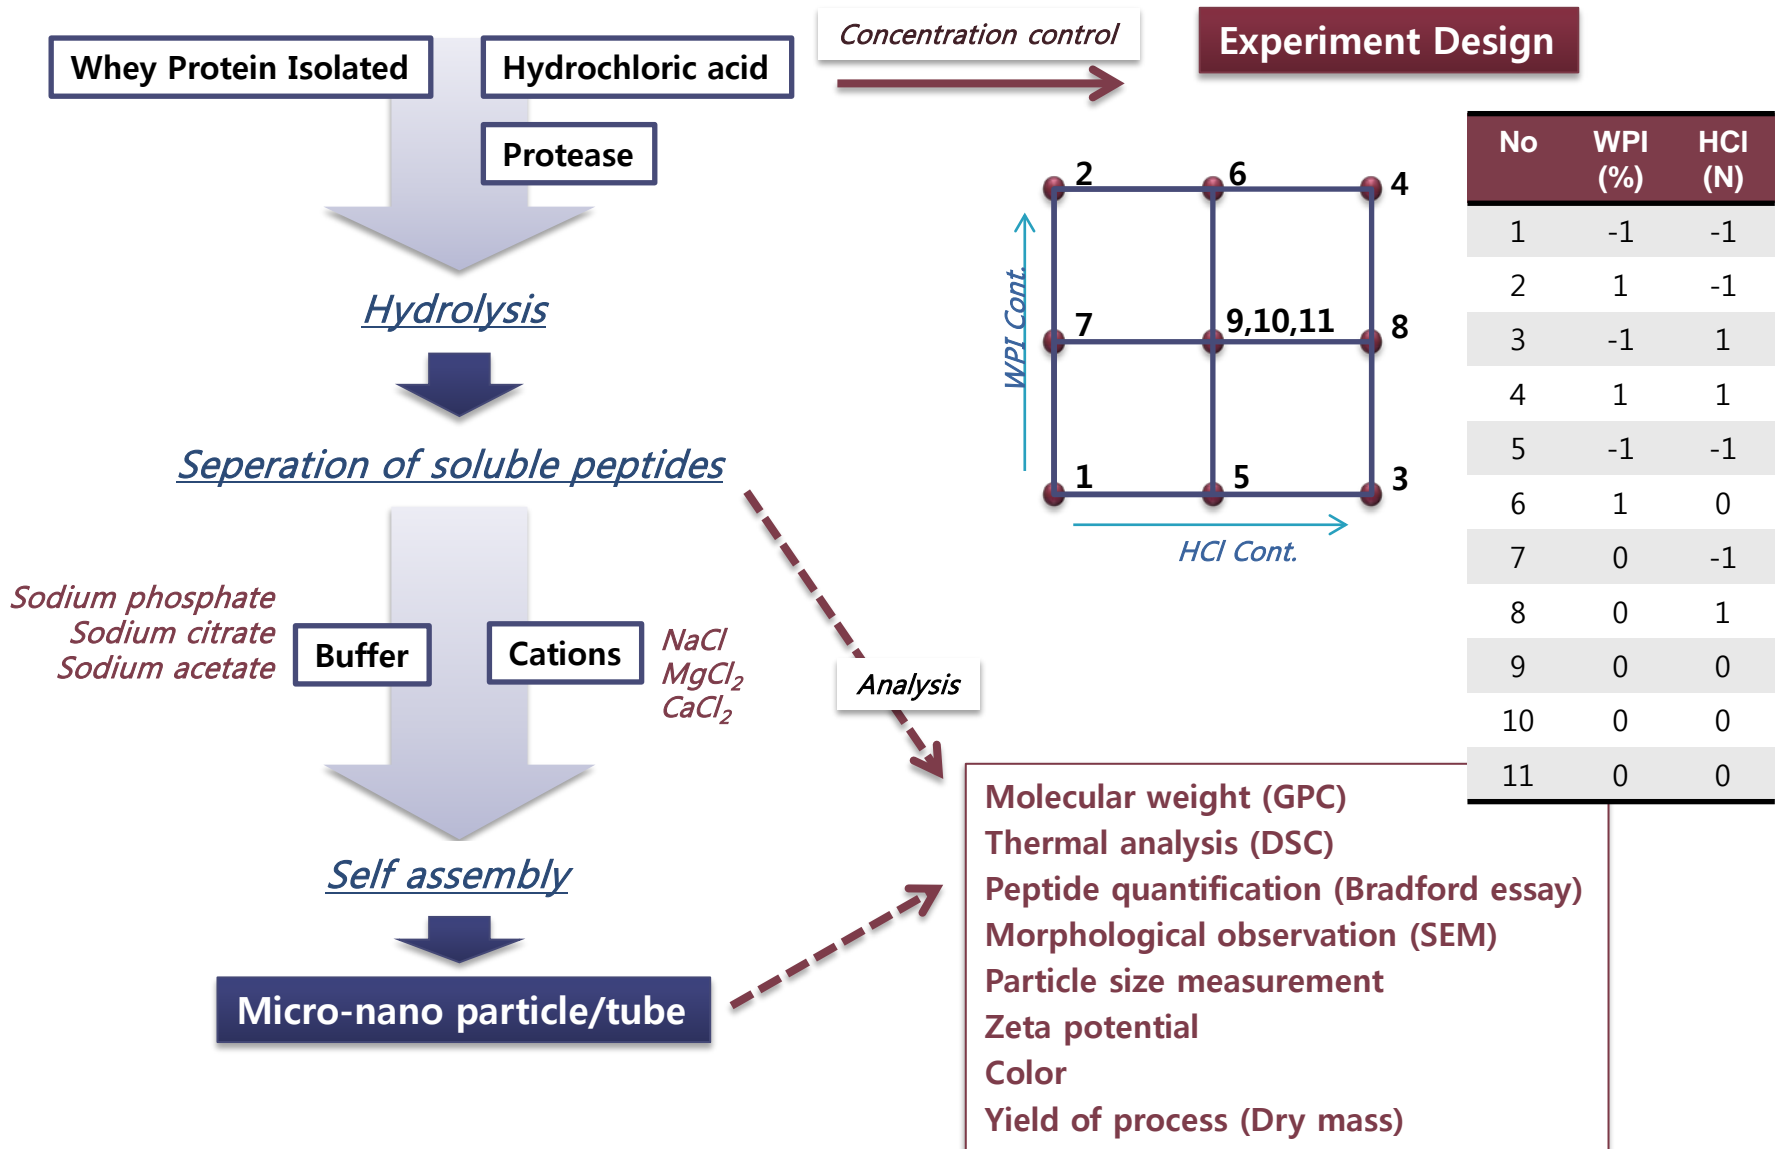 Whey Protein Isolated
Hydrochloric acid
Protease
Concentration control
Experiment Design
Hydrolysis
Seperation of soluble peptides
Sodium phosphate
Sodium citrate
Sodium acetate
Buffer
Cations
NaCl
MgCl2
CaCl2
Self assembly
Micro-nano particle/tube
Analysis
2 6 4
7 9,10,11 8
1 5 3
WPI Cont.
HCl Cont.
No WPI (%) HCl (N)
1 -1 -1
2 1 -1
3 -1 1
4 1 1
5 -1 -1
6 1 0
7 0 -1
8 0 1
9 0 0
10 0 0
11 0 0
Molecular weight (GPC)
Thermal analysis (DSC)
Peptide quantification (Bradford essay)
Morphological observation (SEM)
Particle size measurement
Zeta potential
Color
Yield of process (Dry mass)